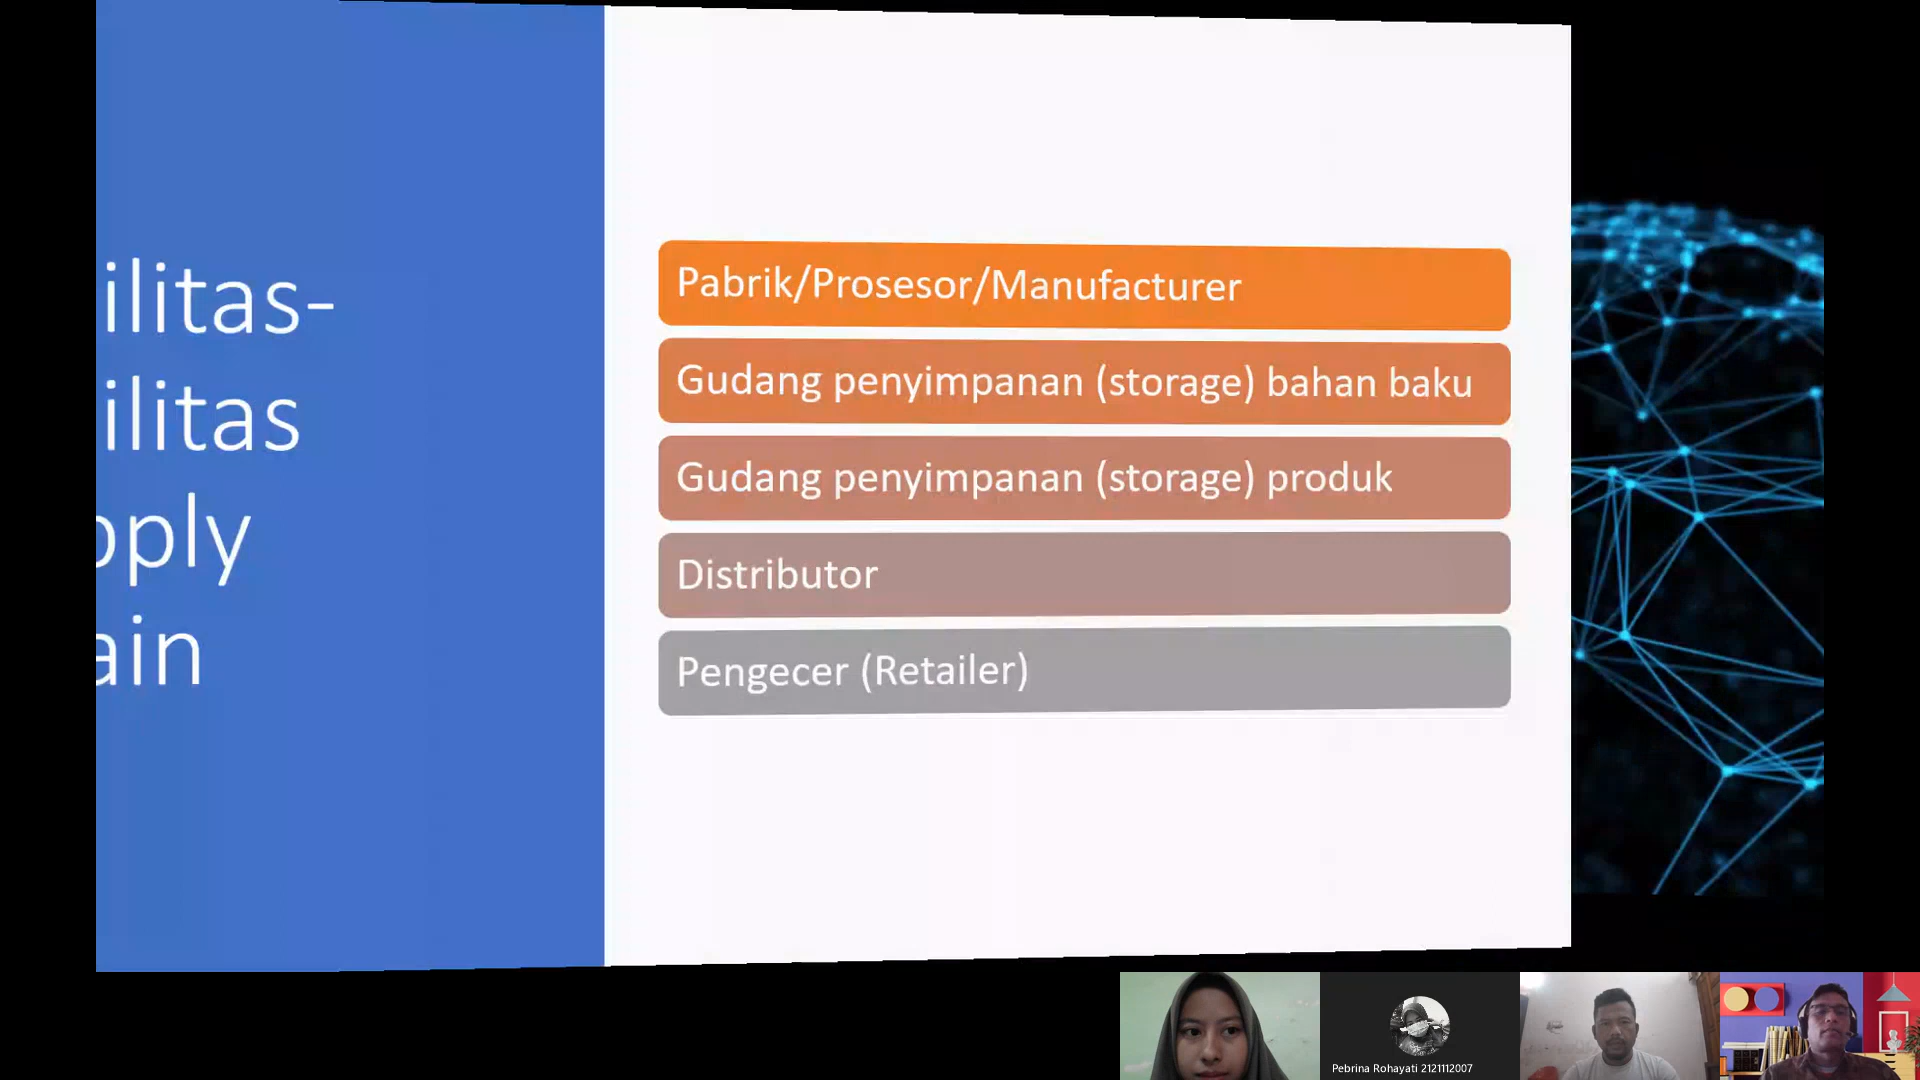 ilitas-
ilitas
pply
ain
Pabrik/Prosesor/Manufacturer
Gudang penyimpanan (storage) bahan baku
Gudang penyimpanan (storage) produk
Distributor
Pengecer (Retailer)
Pebrina Rohayati 2121112007